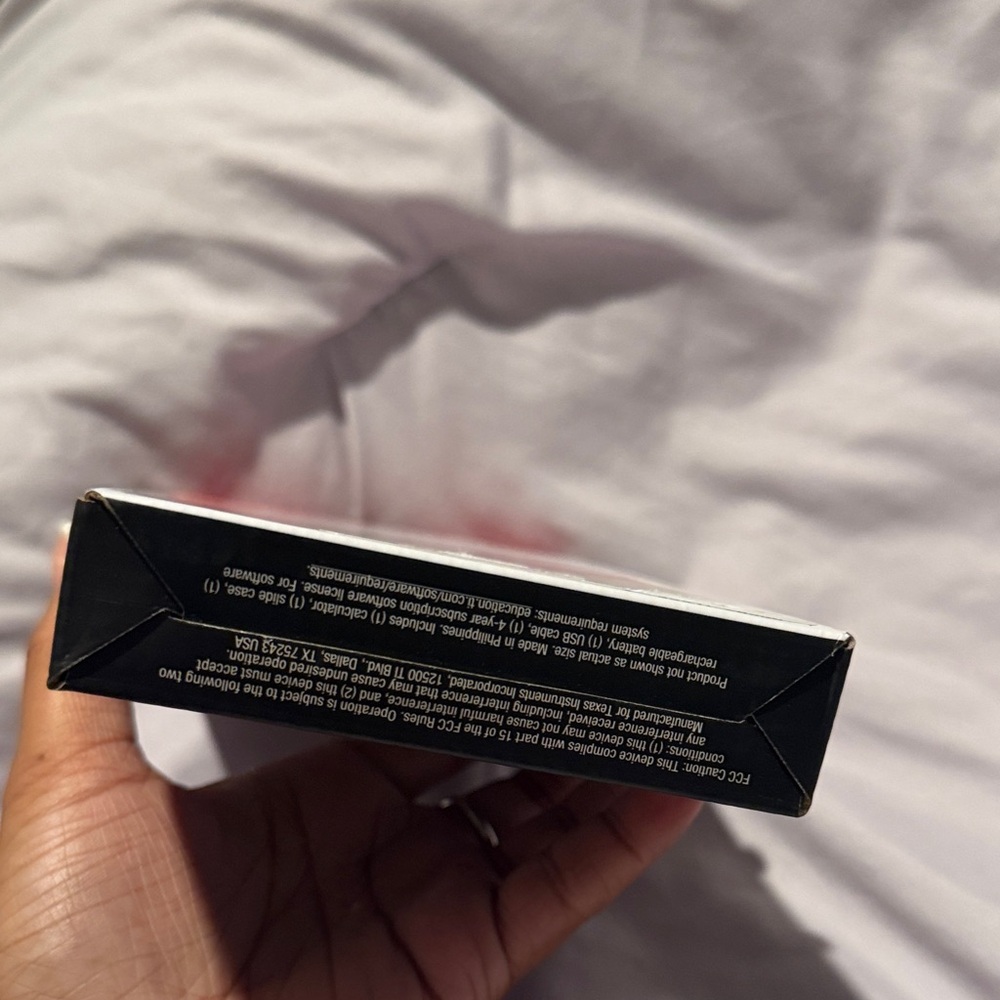 FCC Caution: This device complies with part 15 of the FCC Rules. Operation is subject to the following two
conditions: (1) this device may not cause harmful interference, and (2) this device must accept
any interference received, including interference that may cause undesired operation.
Manufactured for Texas Instruments Incorporated, 12500 TI Blvd., Dallas, TX 75243 USA
Product not shown as actual size. Made in Philippines. Includes (1) calculator, (1) slide case, (1)
rechargeable battery, (1) USB cable, (1) 4-year subscription software license. For software
system requirements: education.ti.com/software/requirements.